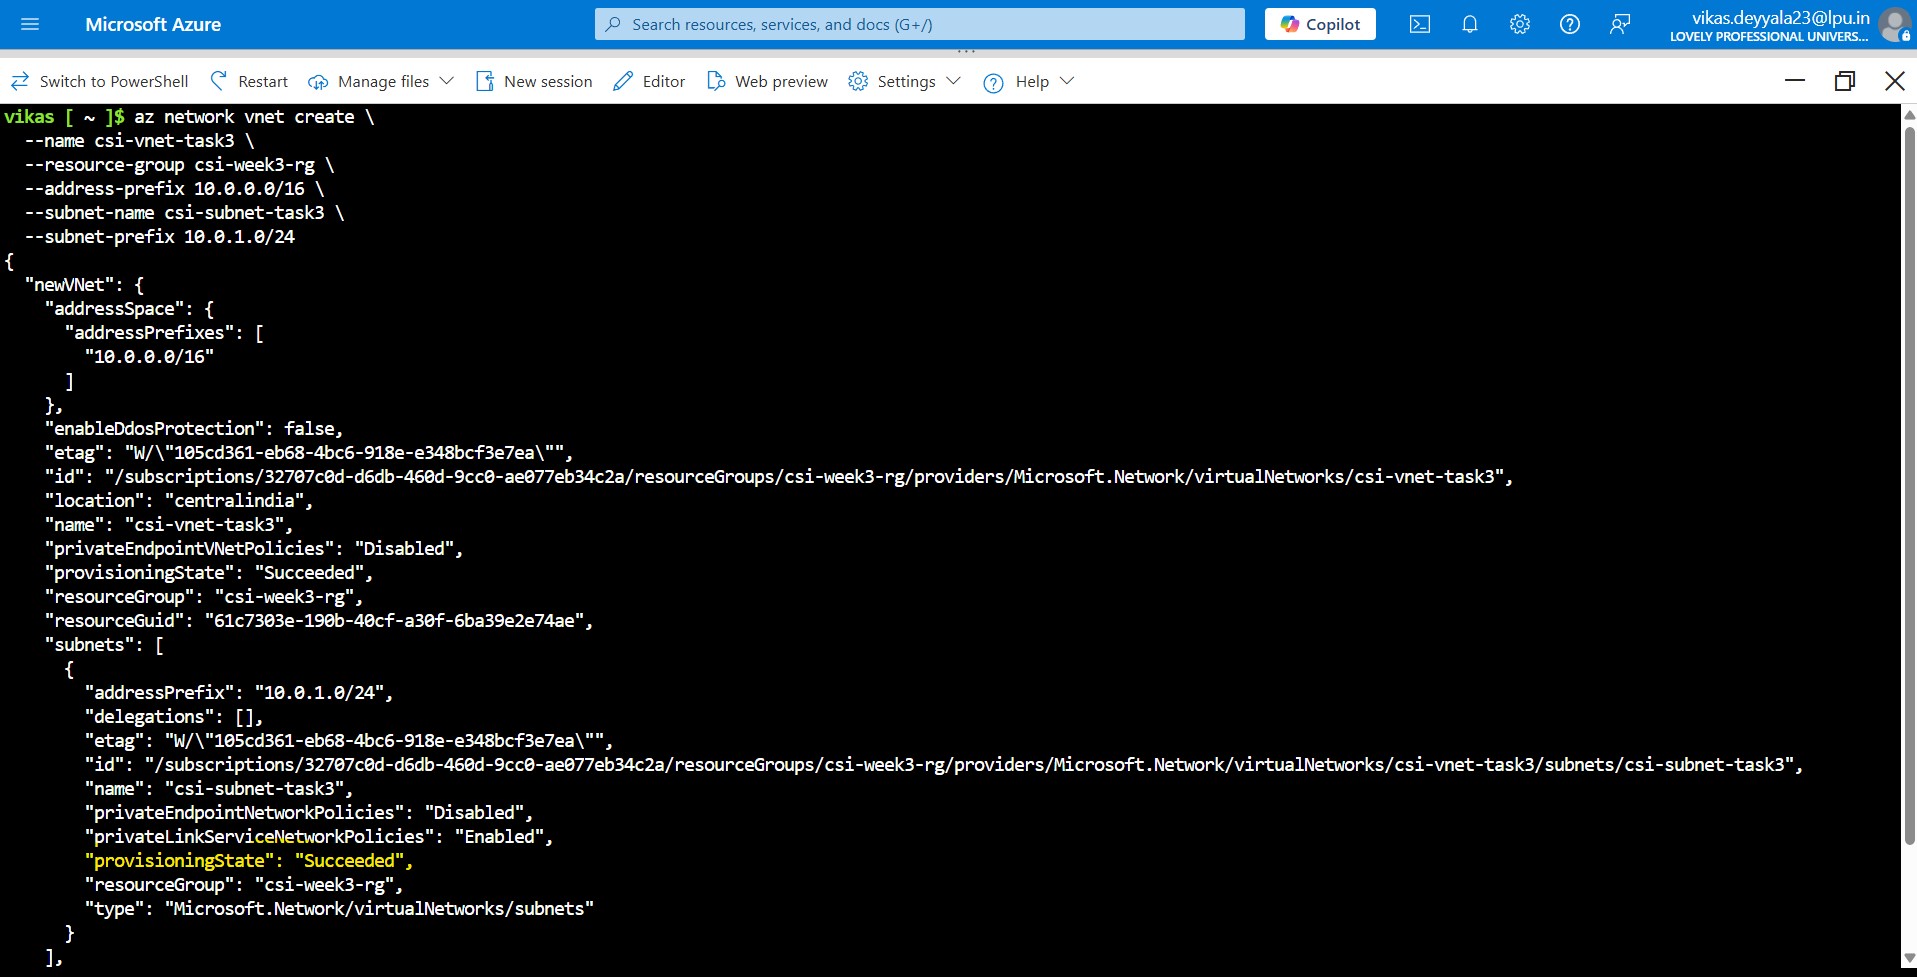 Microsoft Azure
Search resources, services, and docs (G+/)
Copilot
vikas.deyyala23@lpu.in
LOVELY PROFESSIONAL UNIVERS...
Switch to PowerShell Restart Manage files New session Editor Web preview Settings Help
vikas [ ~ ]$ az network vnet create \
  --name csi-vnet-task3 \
  --resource-group csi-week3-rg \
  --address-prefix 10.0.0.0/16 \
  --subnet-name csi-subnet-task3 \
  --subnet-prefix 10.0.1.0/24
{
  "newVNet": {
    "addressSpace": {
      "addressPrefixes": [
        "10.0.0.0/16"
      ]
    },
    "enableDdosProtection": false,
    "etag": "W/\"105cd361-eb68-4bc6-918e-e348bcf3e7ea\"",
    "id": "/subscriptions/32707c0d-d6db-460d-9cc0-ae077eb34c2a/resourceGroups/csi-week3-rg/providers/Microsoft.Network/virtualNetworks/csi-vnet-task3",
    "location": "centralindia",
    "name": "csi-vnet-task3",
    "privateEndpointVNetPolicies": "Disabled",
    "provisioningState": "Succeeded",
    "resourceGroup": "csi-week3-rg",
    "resourceGuid": "61c7303e-190b-40cf-a30f-6ba39e2e74ae",
    "subnets": [
      {
        "addressPrefix": "10.0.1.0/24",
        "delegations": [],
        "etag": "W/\"105cd361-eb68-4bc6-918e-e348bcf3e7ea\"",
        "id": "/subscriptions/32707c0d-d6db-460d-9cc0-ae077eb34c2a/resourceGroups/csi-week3-rg/providers/Microsoft.Network/virtualNetworks/csi-vnet-task3/subnets/csi-subnet-task3",
        "name": "csi-subnet-task3",
        "privateEndpointNetworkPolicies": "Disabled",
        "privateLinkServiceNetworkPolicies": "Enabled",
        "provisioningState": "Succeeded",
        "resourceGroup": "csi-week3-rg",
        "type": "Microsoft.Network/virtualNetworks/subnets"
      }
    ],